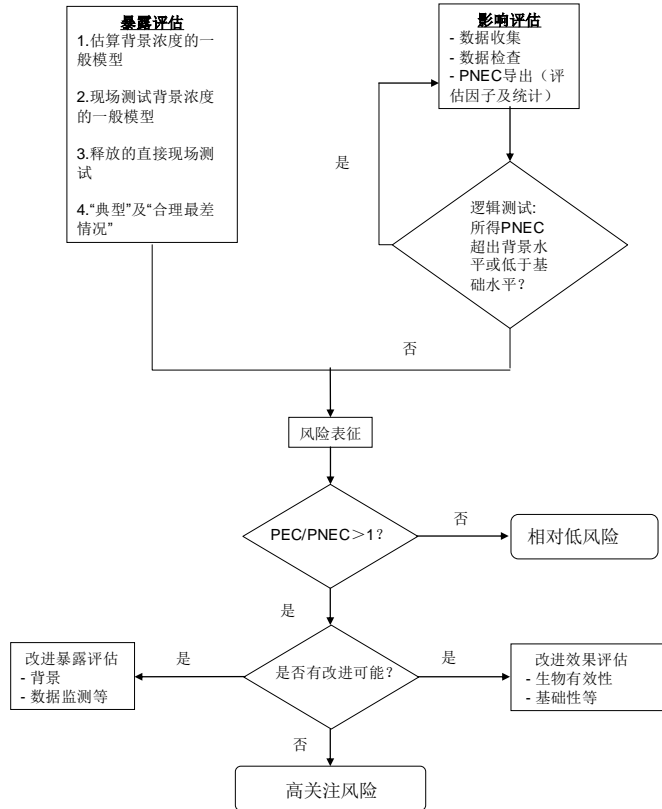 暴露评估
1.估算背景浓度的一
般模型
2.现场测试背景浓度
的一般模型
3.释放的直接现场测
试
4.“典型”及“合理最差
情况”
影响评估
- 数据收集
- 数据检查
- PNEC导出（评
估因子及统计）
是
逻辑测试:
所得PNEC
超出背景水
平或低于基
础水平？
否
风险表征
PEC/PNEC＞1?
否
相对低风险
是
改进暴露评估
- 背景
- 数据监测等
是
是否有改进可能?
是
改进效果评估
- 生物有效性
- 基础性等
否
高关注风险